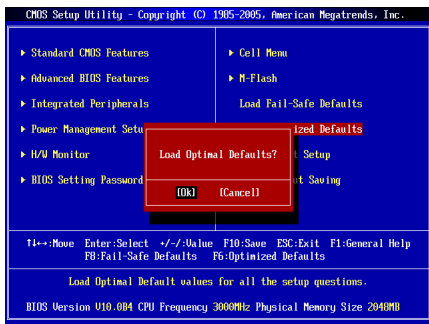 CMOS Setup Utility - Copyright (C) 1985-2005, American Megatrends, Inc.
▶ Standard CMOS Features ▶ Cell Menu
▶ Advanced BIOS Features ▶ M-Flash
▶ Integrated Peripherals Load Fail-Safe Defaults
▶ Power Management Setu ized Defaults
▶ H/W Monitor Load Optimal Defaults? t Setup
▶ BIOS Setting Password ut Saving
[Ok] [Cancel]
↑↓←→:Move Enter:Select +/-/:Value F10:Save ESC:Exit F1:General Help
F8:Fail-Safe Defaults F6:Optimized Defaults
Load Optimal Default values for all the setup questions.
BIOS Version V10.0B4 CPU Frequency 3000MHz Physical Memory Size 2048MB